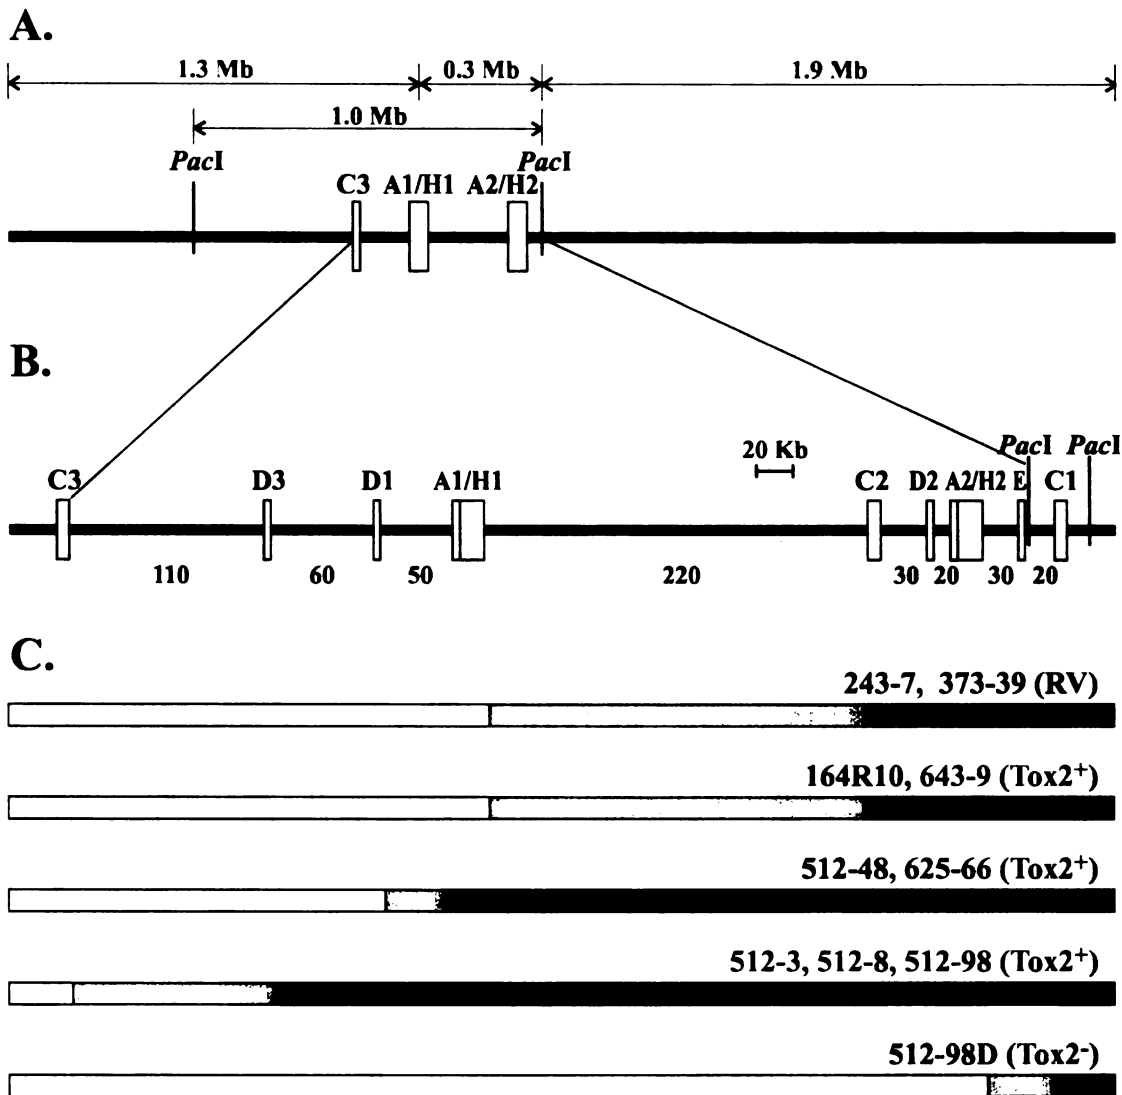 A.
1.3 Mb 0.3 Mb 1.9 Mb
1.0 Mb
PacI PacI
C3 A1/H1 A2/H2
B.
20 Kb PacI PacI
C3 D3 D1 A1/H1 C2 D2 A2/H2 E C1
110 60 50 220 30 20 30 20
C.
243-7, 373-39 (RV)
164R10, 643-9 (Tox2+)
512-48, 625-66 (Tox2+)
512-3, 512-8, 512-98 (Tox2+)
512-98D (Tox2-)